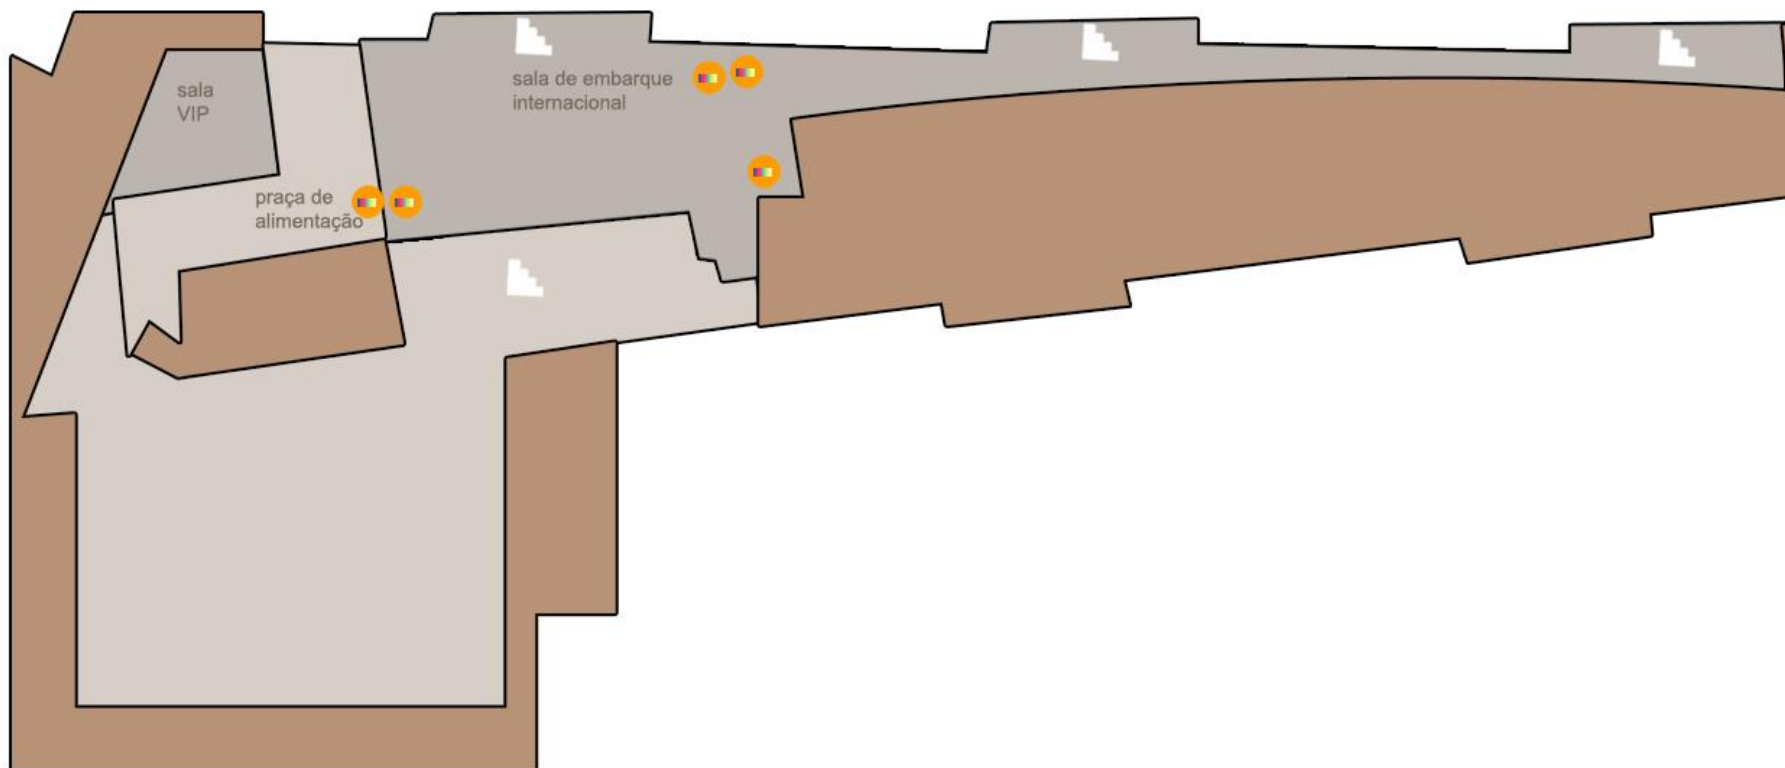 sala
VIP
sala de embarque
internacional
praça de
alimentação